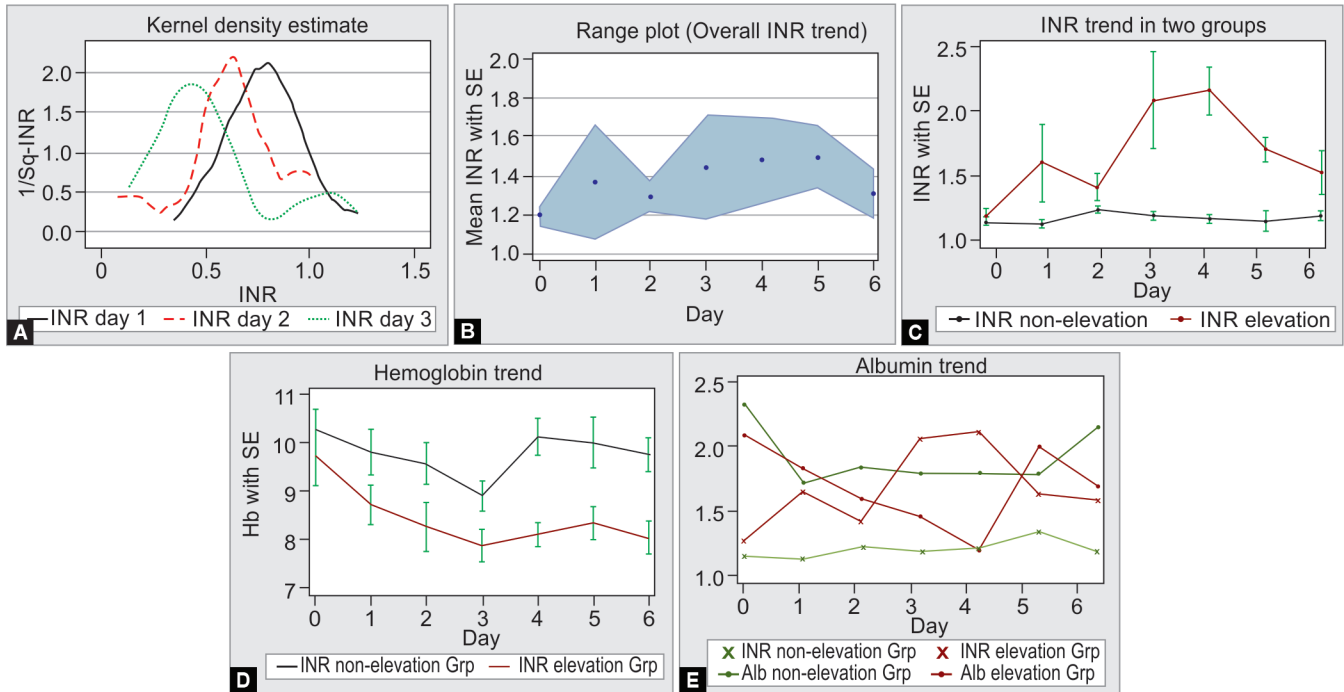 Kernel density estimate
1/Sq-INR
2.0
1.5
1.0
0.5
0.0
0 0.5 1.0 1.5
INR
INR day 1 INR day 2 INR day 3
A
Range plot (Overall INR trend)
Mean INR with SE
2.0
1.8
1.6
1.4
1.2
1.0
0 1 2 3 4 5 6
Day
B
INR trend in two groups
INR with SE
2.5
2.0
1.5
1.0
0 1 2 3 4 5 6
Day
INR non-elevation INR elevation
C
Hemoglobin trend
Hb with SE
11
10
9
8
7
0 1 2 3 4 5 6
Day
INR non-elevation Grp INR elevation Grp
D
Albumin trend
2.5
2.0
1.5
1.0
0 1 2 3 4 5 6
Day
INR non-elevation Grp INR elevation Grp
Alb non-elevation Grp Alb elevation Grp
E